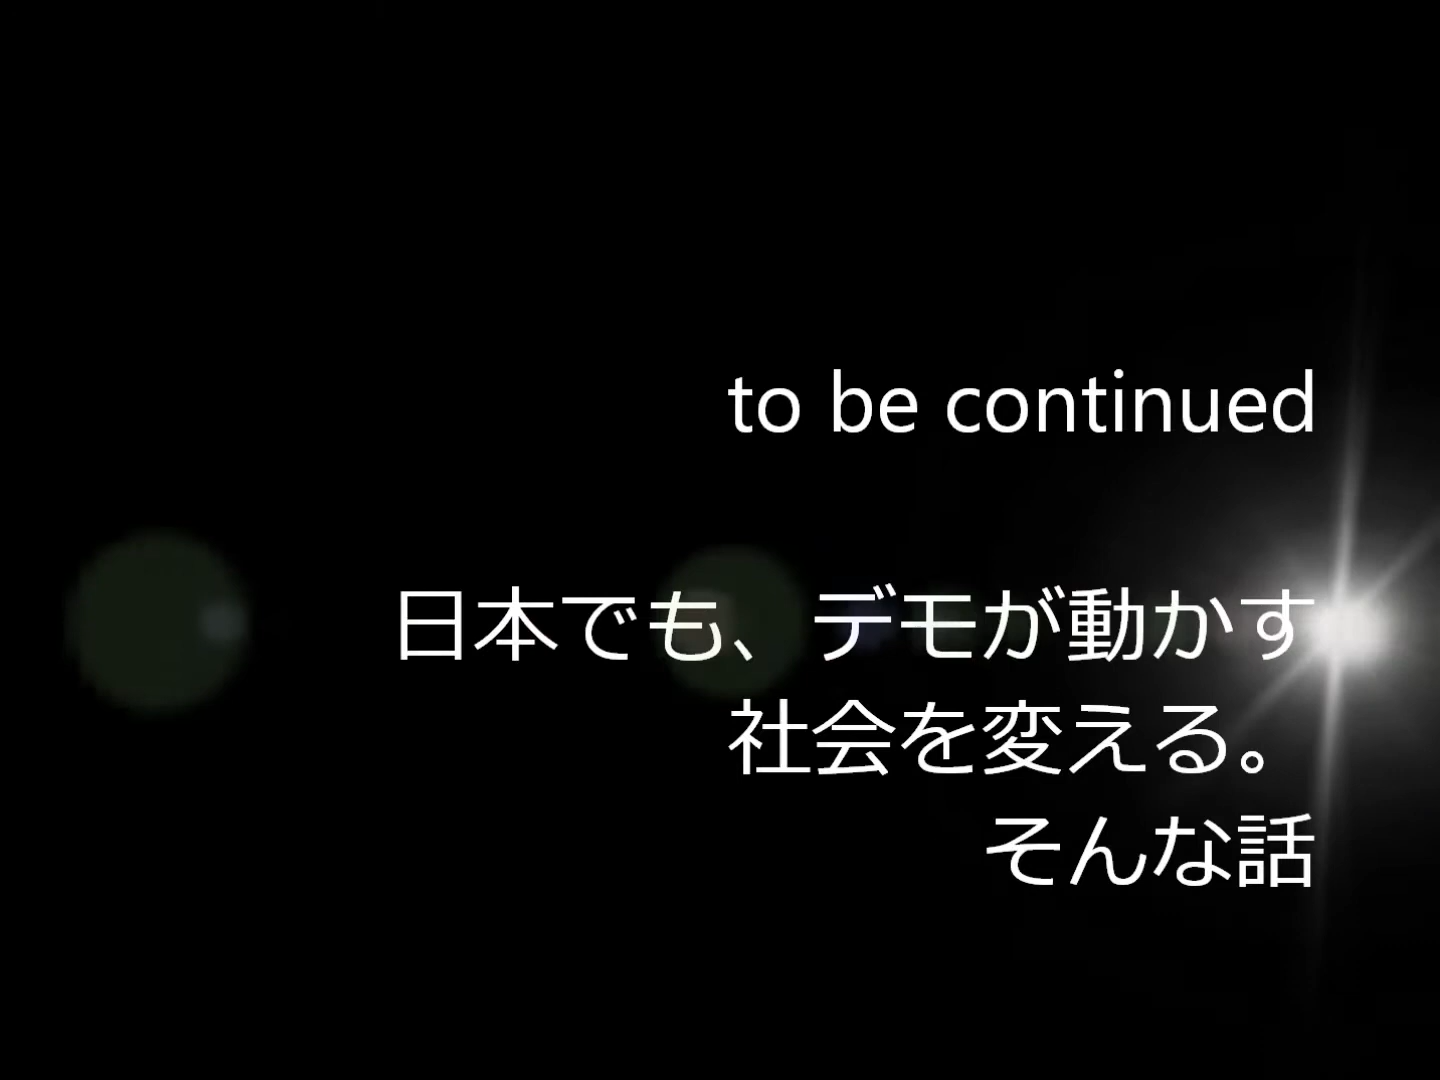 to be continued
日本でも、デモが動かす
社会を変える。
そんな話